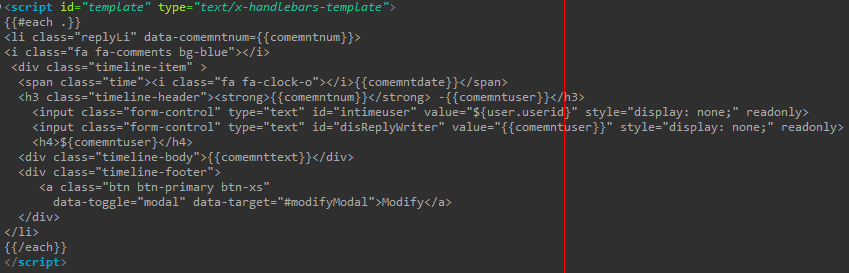 <script id="template" type="text/x-handlebars-template">
{{#each .}}
<li class="replyLi" data-comemntnum={{comemntnum}}>
<i class="fa fa-comments bg-blue"></i>
<div class="timeline-item" >
<span class="time"><i class="fa fa-clock-o"></i>{{comemntdate}}</span>
<h3 class="timeline-header"><strong>{{comemntnum}}</strong> -{{comemntuser}}</h3>
<input class="form-control" type="text" id="intimeuser" value="${user.userid}" style="display: none;" readonly>
<input class="form-control" type="text" id="disReplyWriter" value="{{comemntuser}}" style="display: none;" readonly>
<h4>${comemntuser}</h4>
<div class="timeline-body">{{comemnttext}}</div>
<div class="timeline-footer">
<a class="btn btn-primary btn-xs"
data-toggle="modal" data-target="#modifyModal">Modify</a>
</div>
</li>
{{/each}}
</script>